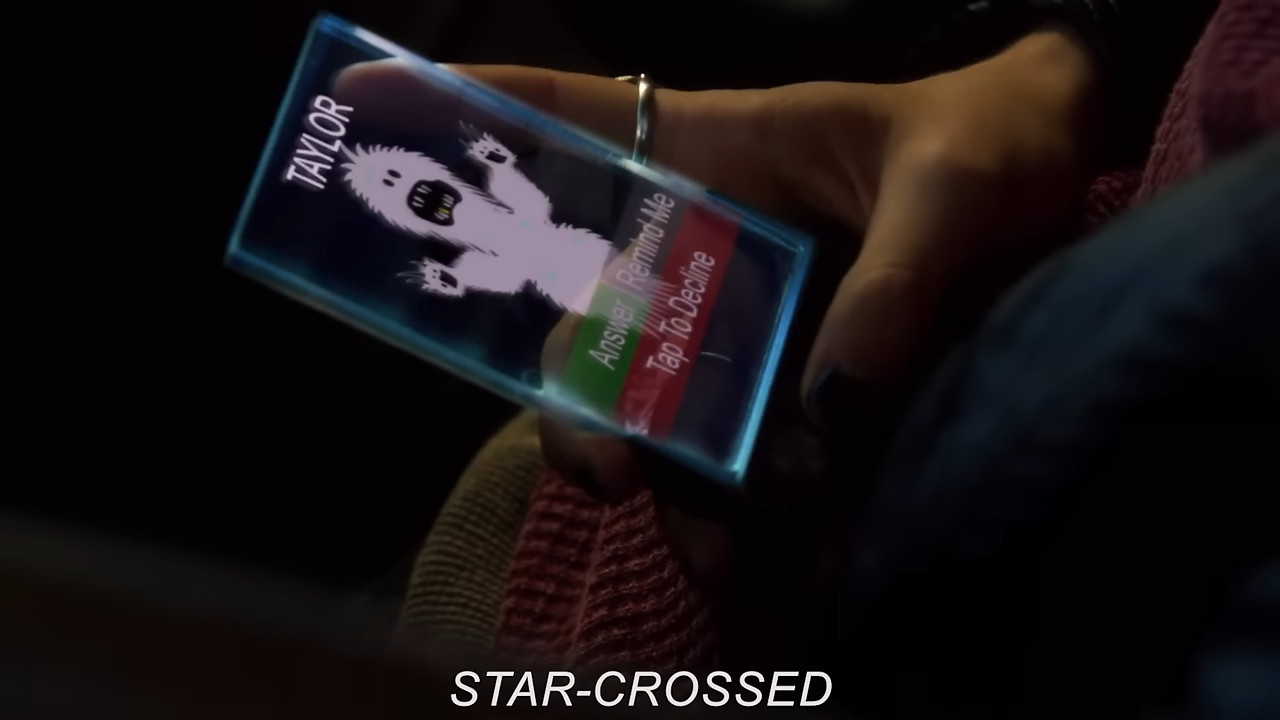 TAYLOR
Answer
Remind Me
Tap To Decline
STAR-CROSSED